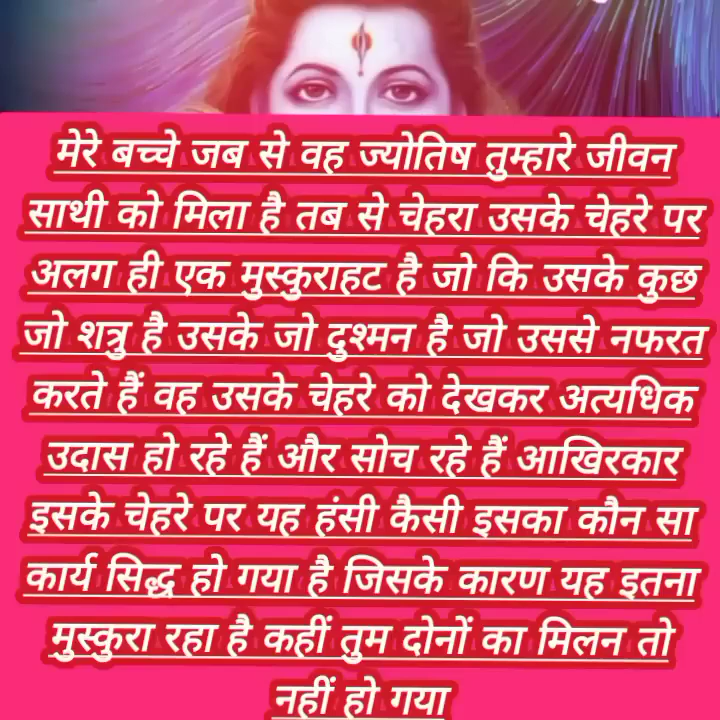 मेरे बच्चे जब से वह ज्योतिष तुम्हारे जीवन
साथी को मिला है तब से चेहरा उसके चेहरे पर
अलग ही एक मुस्कुराहट है जो कि उसके कुछ
जो शत्रु है उसके जो दुश्मन है जो उससे नफरत
करते हैं वह उसके चेहरे को देखकर अत्यधिक
उदास हो रहे हैं और सोच रहे हैं आखिरकार
इसके चेहरे पर यह हंसी कैसी इसका कौन सा
कार्य सिद्ध हो गया है जिसके कारण यह इतना
मुस्कुरा रहा है कहीं तुम दोनों का मिलन तो
नहीं हो गया